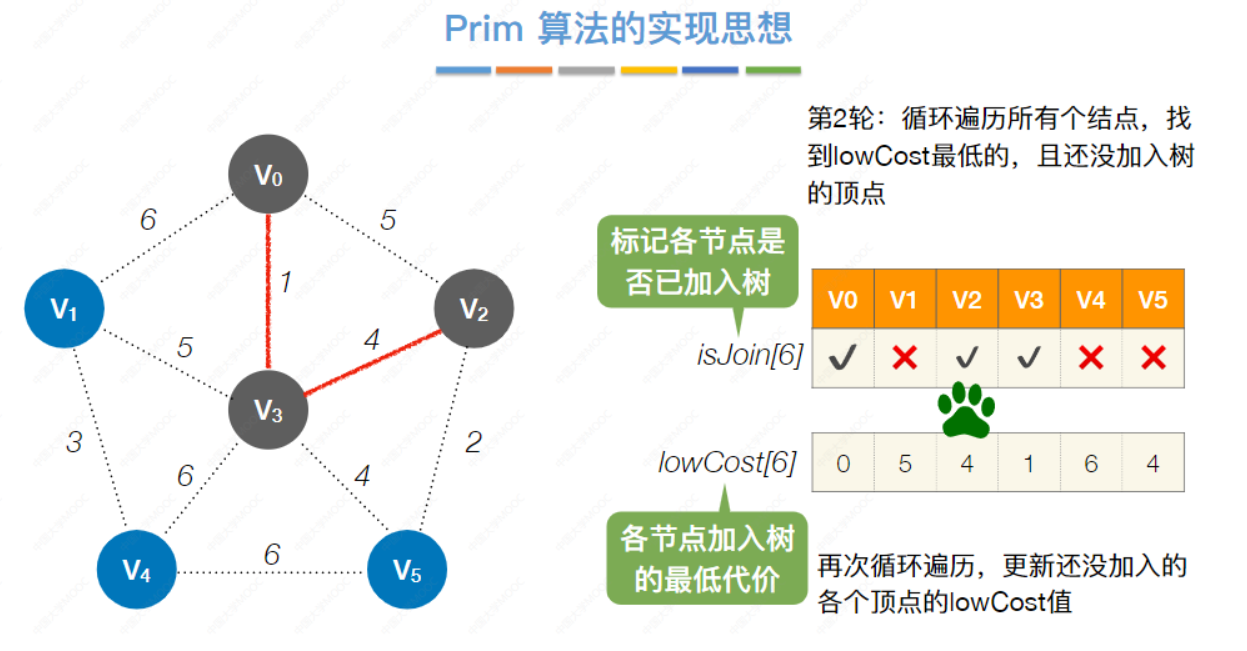 Prim 算法的实现思想
第2轮：循环遍历所有个结点，找
到lowCost最低的，且还没加入树
的顶点
V0
6
5
标记各节点是
否已加入树
V0 V1 V2 V3 V4 V5
1
V1
V2
4
5
isJoin[6] ✓ ✗ ✓ ✓ ✗ ✗
V3
3
2
6
4
lowCost[6] 0 5 4 1 6 4
各节点加入树
的最低代价
6
V4
V5
再次循环遍历，更新还没加入的
各个顶点的lowCost值